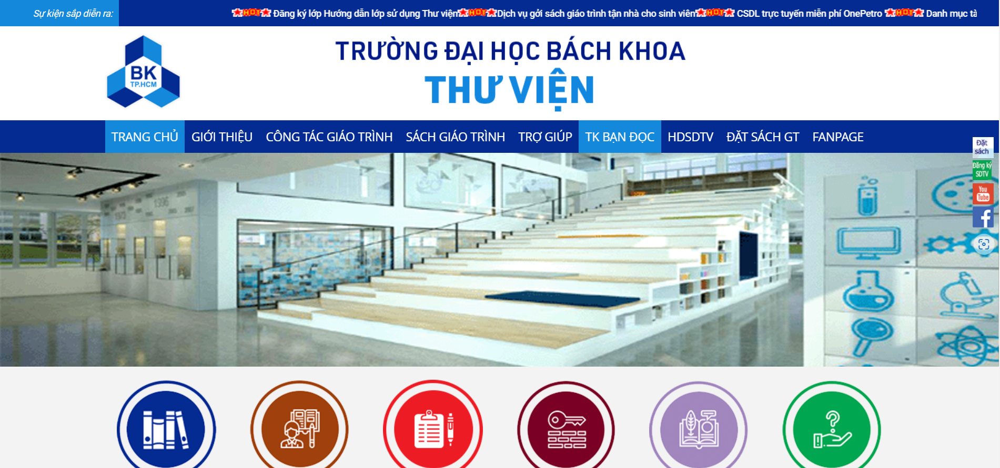 Sự kiện sắp diễn ra:
HOT Đăng ký lớp Hướng dẫn lớp sử dụng Thư viện HOT Dịch vụ gởi sách giáo trình tận nhà cho sinh viên HOT CSDL trực tuyến miễn phí OnePetro HOT Danh mục tà
BK
TP.HCM
TRƯỜNG ĐẠI HỌC BÁCH KHOA
THƯ VIỆN
TRANG CHỦ GIỚI THIỆU CÔNG TÁC GIÁO TRÌNH SÁCH GIÁO TRÌNH TRỢ GIÚP TK BẠN ĐỌC HDSDTV ĐẶT SÁCH GT FANPAGE
Đặt
sách
Đăng ký
SDTV
You
Tube
f